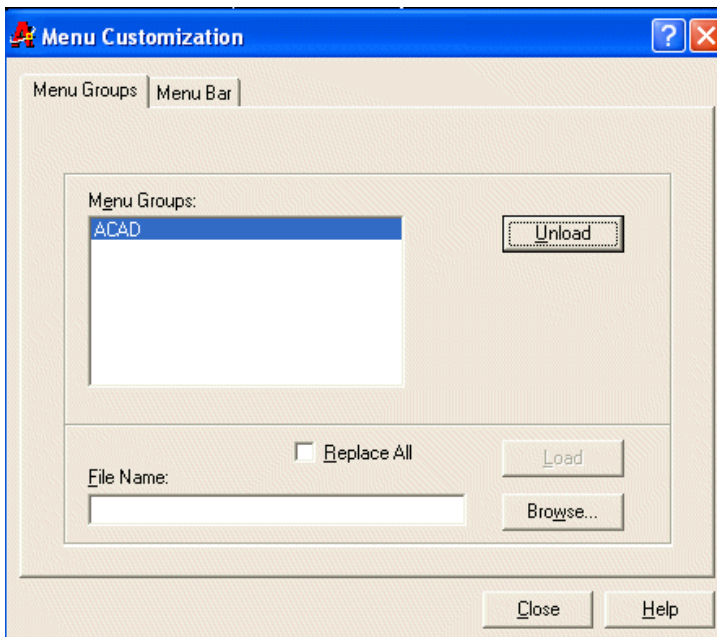 Menu Customization
Menu Groups Menu Bar
Menu Groups:
ACAD
Unload
Replace All
Load
File Name:
Browse...
Close Help